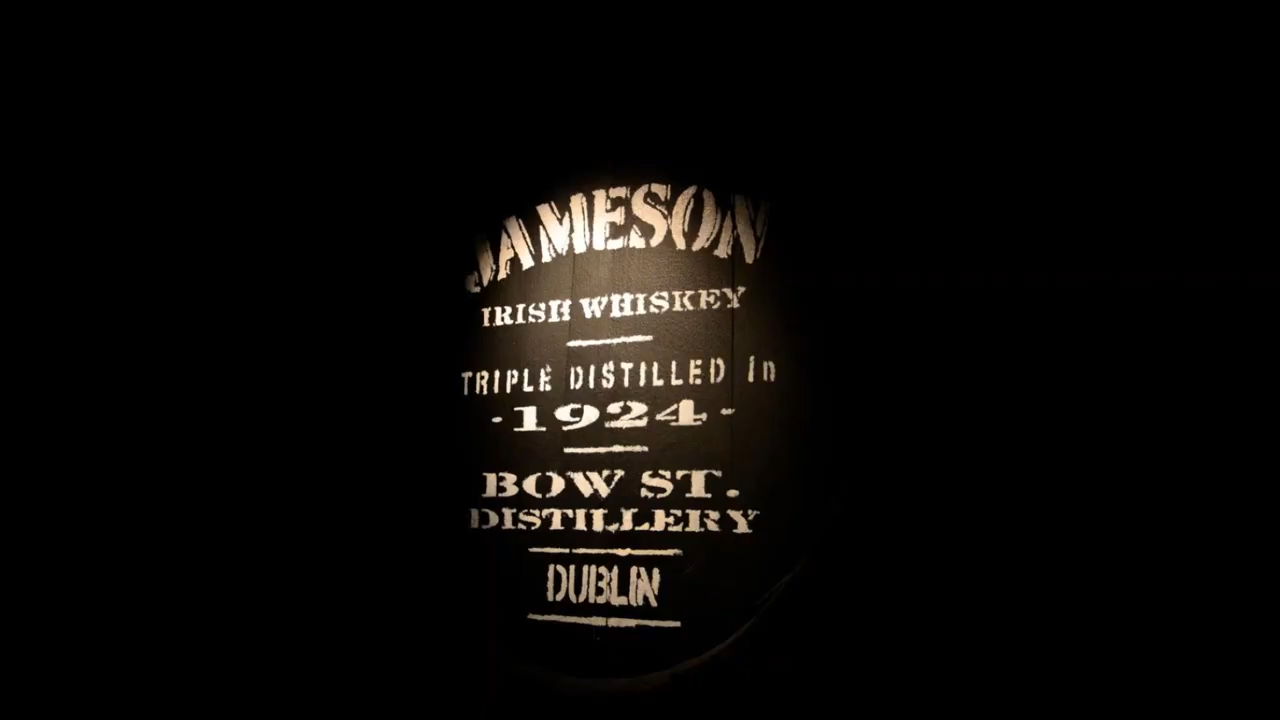 JAMESON
IRISH WHISKEY
TRIPLE DISTILLED In
-1924-
BOW ST.
DISTILLERY
DUBLIN